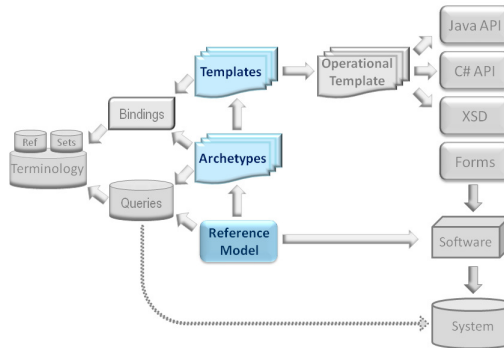 Java API
Templates
Operational
Template
C# API
Bindings
XSD
Ref
Sets
Terminology
Archetypes
Forms
Queries
Reference
Model
Software
System